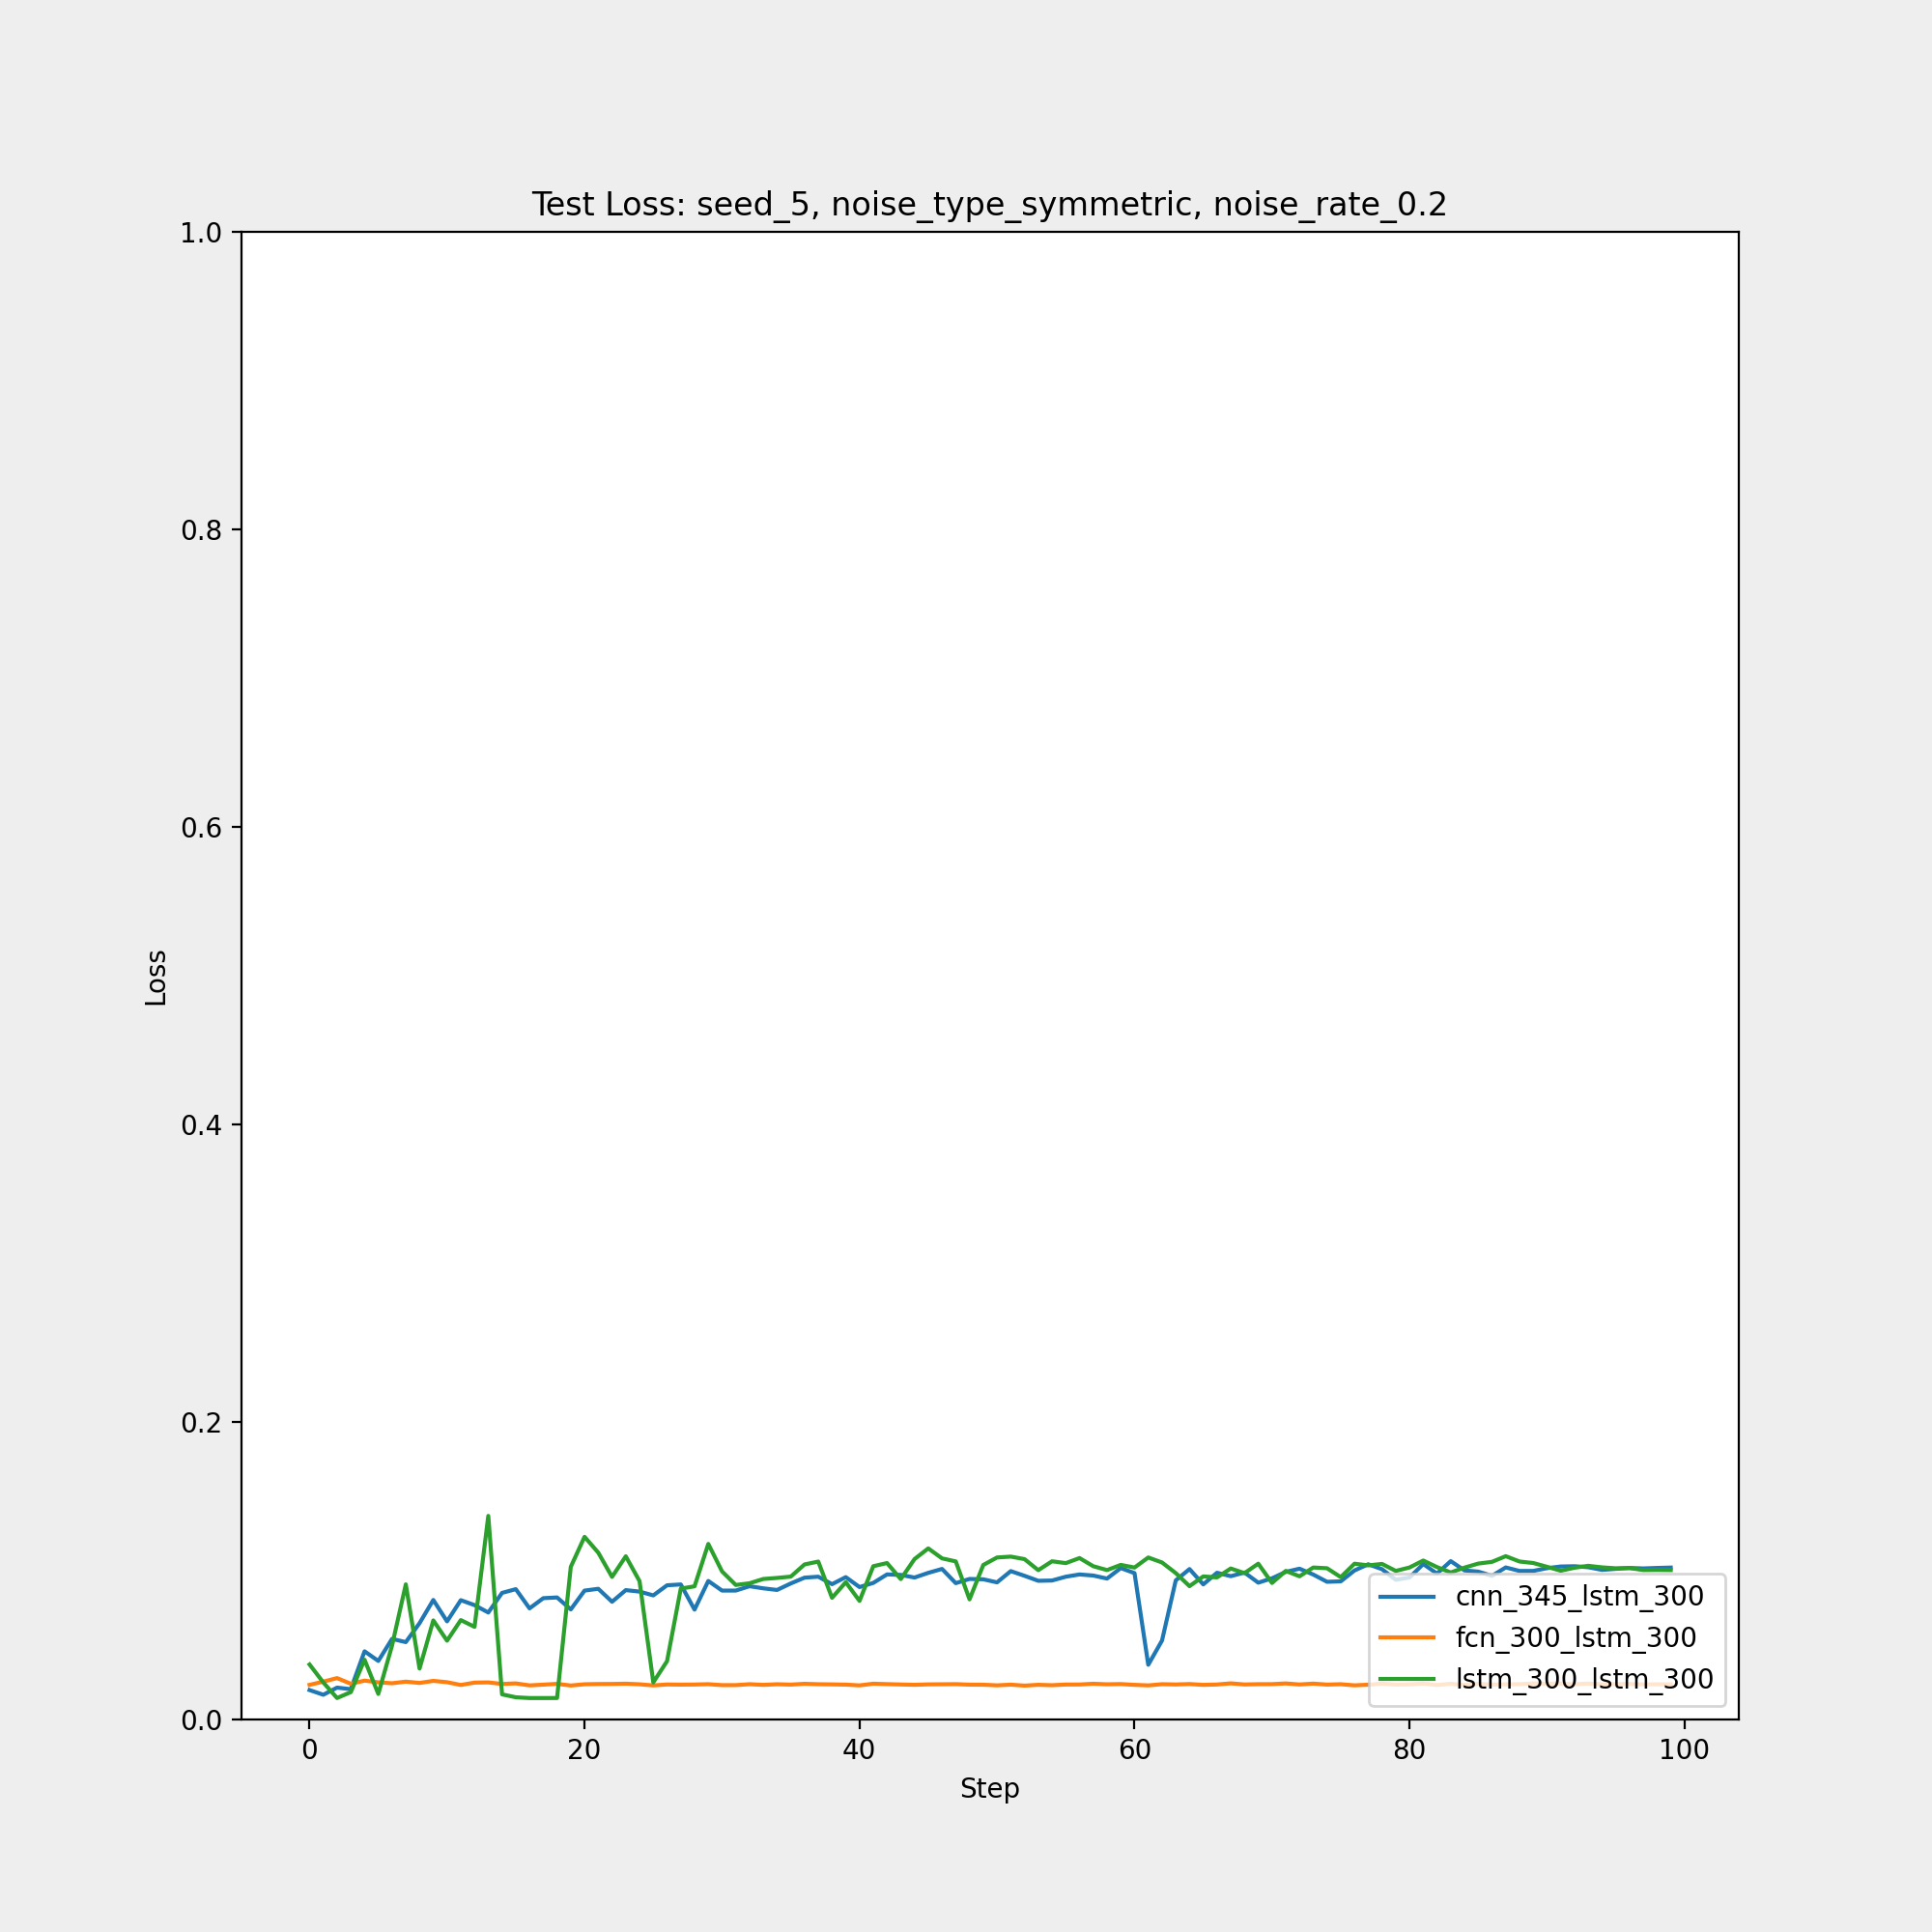 Test Loss: seed_5, noise_type_symmetric, noise_rate_0.2
1.0
0.8
0.6
0.4
0.2
0.0
Loss
0 20 40 60 80 100
Step
cnn_345_lstm_300
fcn_300_lstm_300
lstm_300_lstm_300